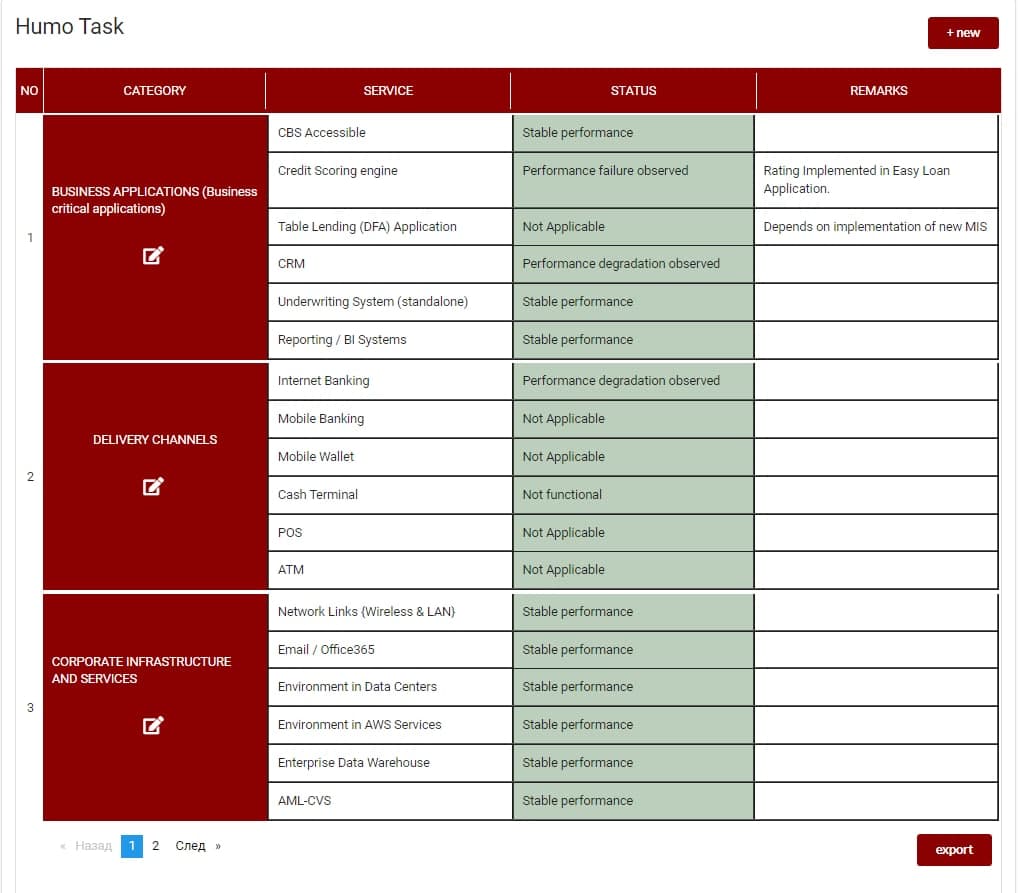 Humo Task
+ new
NO CATEGORY SERVICE STATUS REMARKS
1
BUSINESS APPLICATIONS (Business
critical applications)
CBS Accessible Stable performance
Credit Scoring engine Performance failure observed Rating Implemented in Easy Loan
Application.
Table Lending (DFA) Application Not Applicable Depends on implementation of new MIS
CRM Performance degradation observed
Underwriting System (standalone) Stable performance
Reporting / BI Systems Stable performance
2
DELIVERY CHANNELS
Internet Banking Performance degradation observed
Mobile Banking Not Applicable
Mobile Wallet Not Applicable
Cash Terminal Not functional
POS Not Applicable
ATM Not Applicable
3
CORPORATE INFRASTRUCTURE
AND SERVICES
Network Links (Wireless & LAN) Stable performance
Email / Office365 Stable performance
Environment in Data Centers Stable performance
Environment in AWS Services Stable performance
Enterprise Data Warehouse Stable performance
AML-CVS Stable performance
« Назад 1 2 След »
export